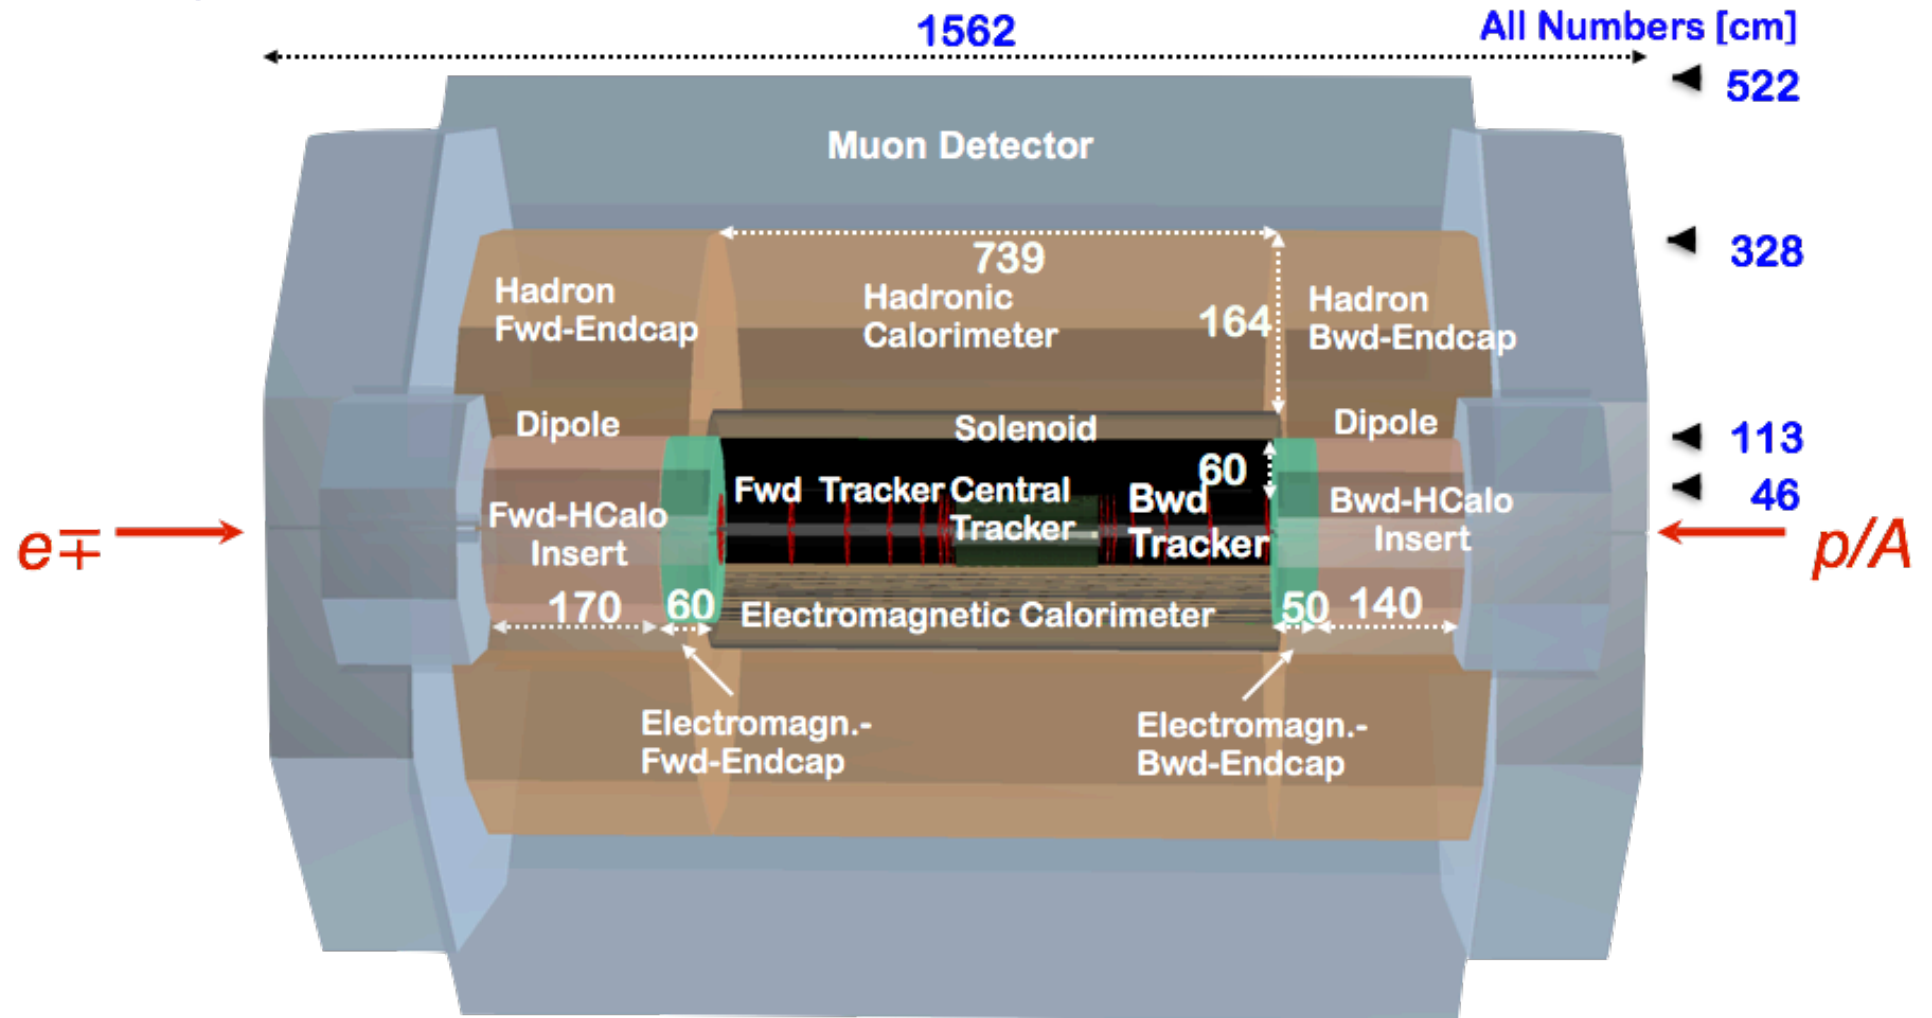 1562
All Numbers [cm]
522
Muon Detector
328
739
Hadron
Fwd-Endcap
Hadronic
Calorimeter
164
Hadron
Bwd-Endcap
Dipole
Solenoid
Dipole
113
60
46
Fwd Tracker
Central
Tracker
Bwd
Tracker
Fwd-HCalo
Insert
Bwd-HCalo
Insert
e∓
p/A
170
60
Electromagnetic Calorimeter
50
140
Electromagn.-
Fwd-Endcap
Electromagn.-
Bwd-Endcap